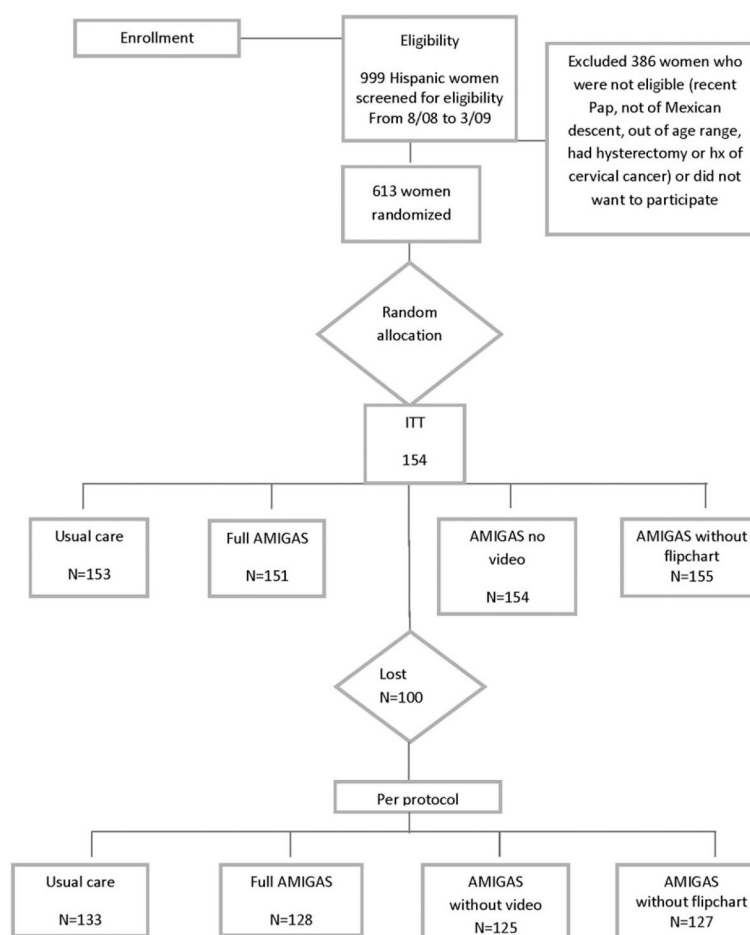 Enrollment
Eligibility
999 Hispanic women
screened for eligibility
From 8/08 to 3/09
Excluded 386 women who
were not eligible (recent
Pap, not of Mexican
descent, out of age range,
had hysterectomy or hx of
cervical cancer) or did not
want to participate
613 women
randomized
Random
allocation
ITT
154
Usual care
N=153
Full AMIGAS
N=151
AMIGAS no
video
N=154
AMIGAS without
flipchart
N=155
Lost
N=100
Per protocol
Usual care
N=133
Full AMIGAS
N=128
AMIGAS
without video
N=125
AMIGAS
without flipchart
N=127